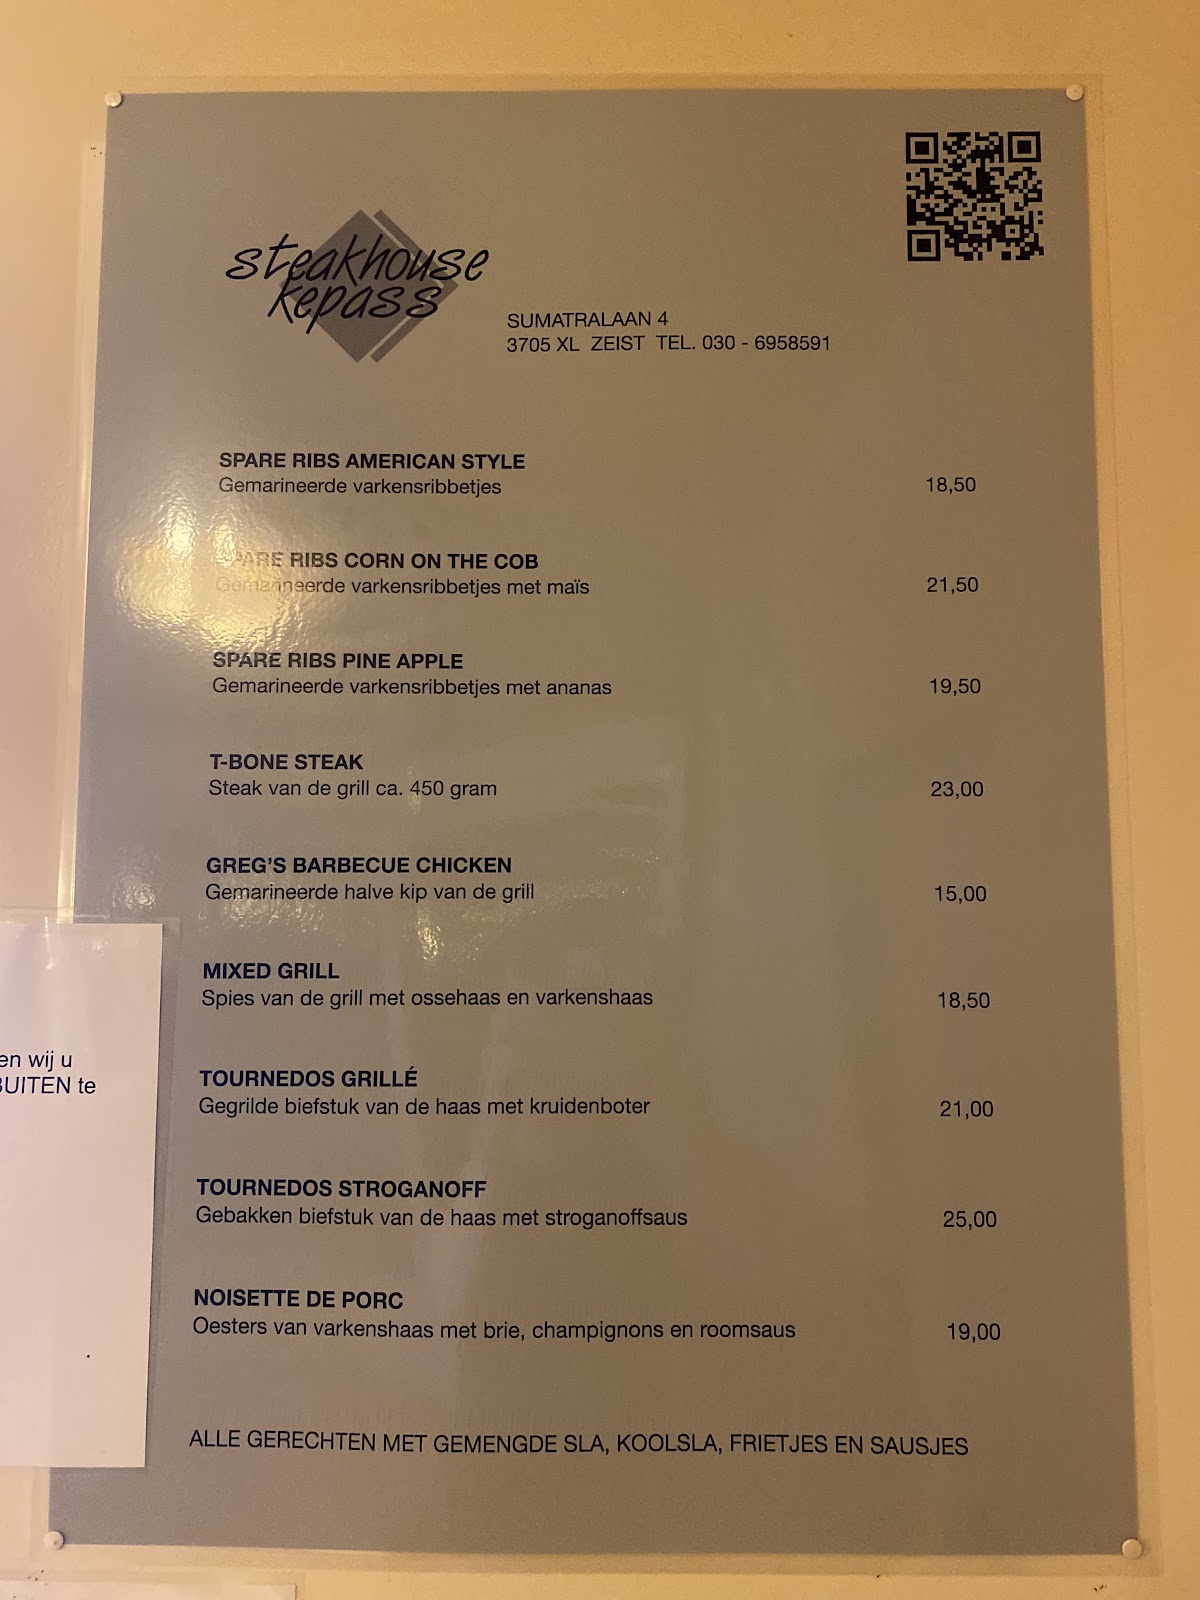 steakhouse
kepass
SUMATRALAAN 4
3705 XL ZEIST TEL. 030 - 6958591
SPARE RIBS AMERICAN STYLE
Gemarineerde varkensribbetjes 18,50
SPARE RIBS CORN ON THE COB
Gemarineerde varkensribbetjes met maïs 21,50
SPARE RIBS PINE APPLE
Gemarineerde varkensribbetjes met ananas 19,50
T-BONE STEAK
Steak van de grill ca. 450 gram 23,00
GREG'S BARBECUE CHICKEN
Gemarineerde halve kip van de grill 15,00
MIXED GRILL
Spies van de grill met ossehaas en varkenshaas 18,50
TOURNEDOS GRILLÉ
Gegrilde biefstuk van de haas met kruidenboter 21,00
TOURNEDOS STROGANOFF
Gebakken biefstuk van de haas met stroganoffsaus 25,00
NOISETTE DE PORC
Oesters van varkenshaas met brie, champignons en roomsaus 19,00
ALLE GERECHTEN MET GEMENGDE SLA, KOOLSLA, FRIETJES EN SAUSJES
en wij u
BUITEN te